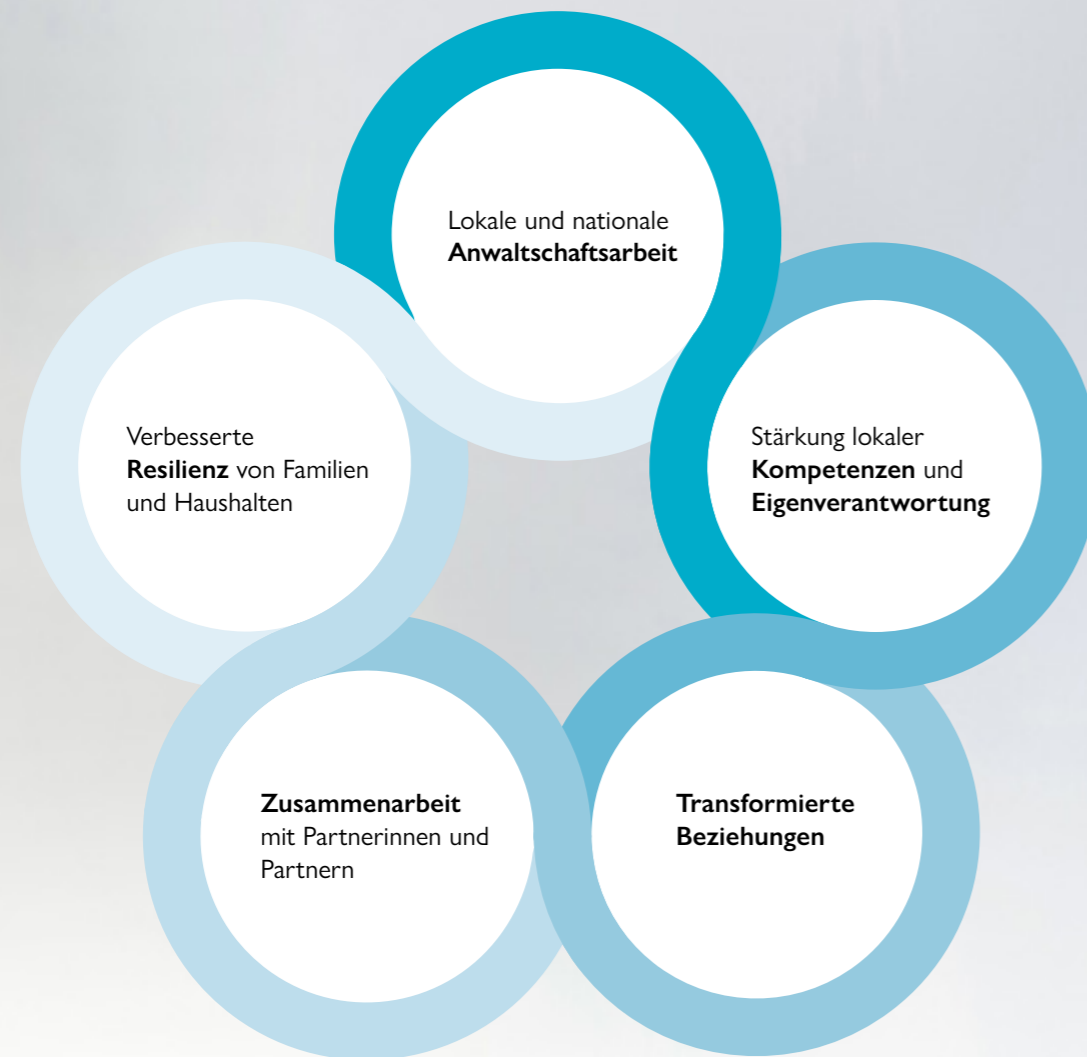 Lokale und nationale
Anwaltschaftsarbeit
Verbesserte
Resilienz von Familien
und Haushalten
Stärkung lokaler
Kompetenzen und
Eigenverantwortung
Zusammenarbeit
mit Partnerinnen und
Partnern
Transformierte
Beziehungen